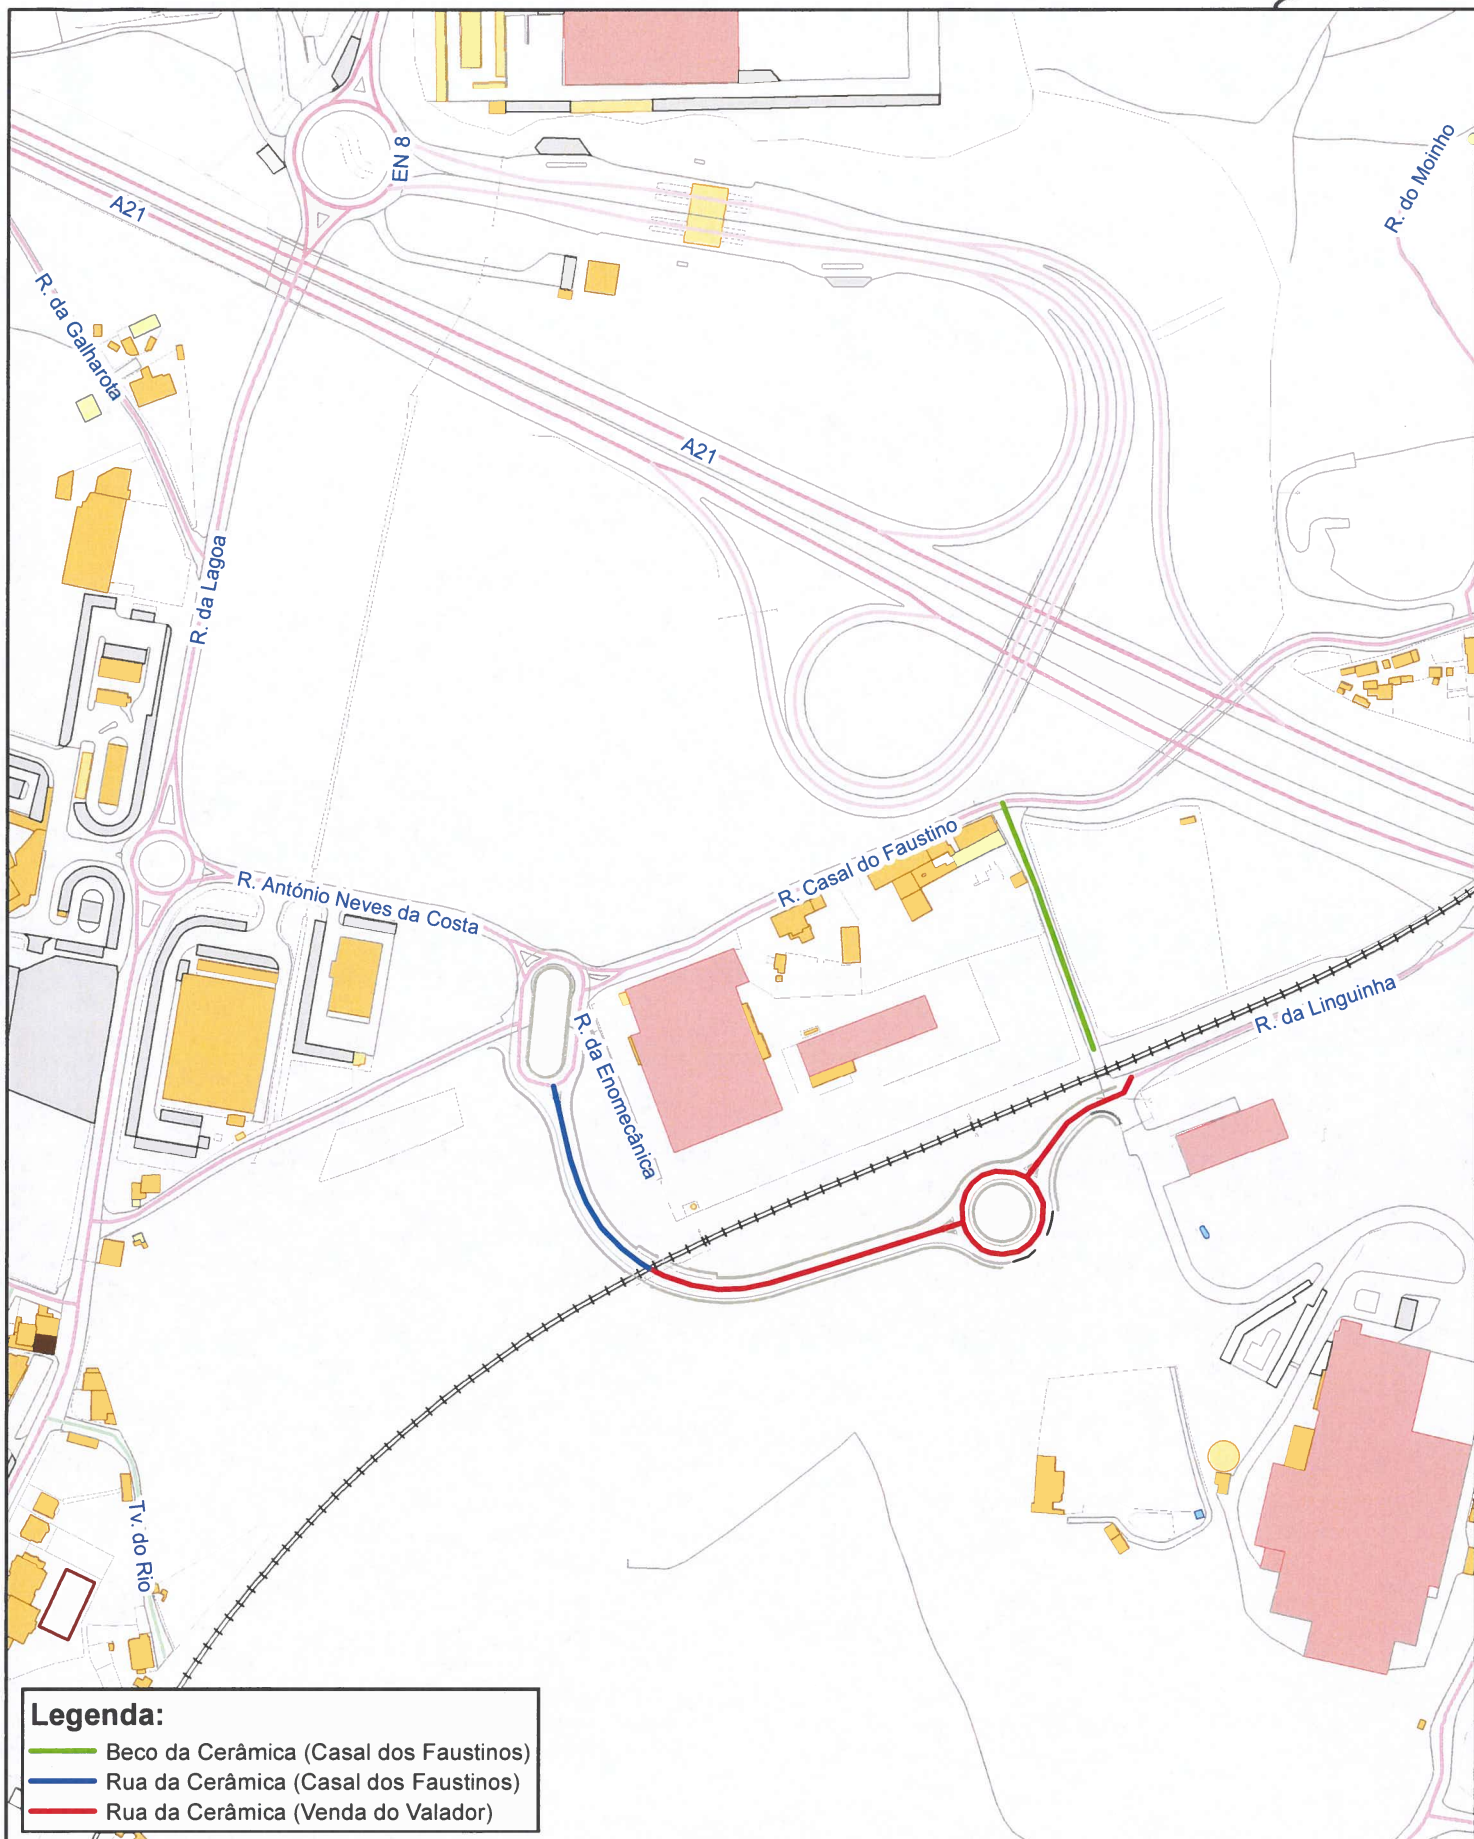 EN 8
R. do Moinho
A21
R. da Galharota
A21
R. da Lagoa
R. Casal do Faustino
R. António Neves da Costa
R. da Linguinha
R. da Enomecânica
Tv. do Rio
Legenda:
Beco da Cerâmica (Casal dos Faustinos)
Rua da Cerâmica (Casal dos Faustinos)
Rua da Cerâmica (Venda do Valador)